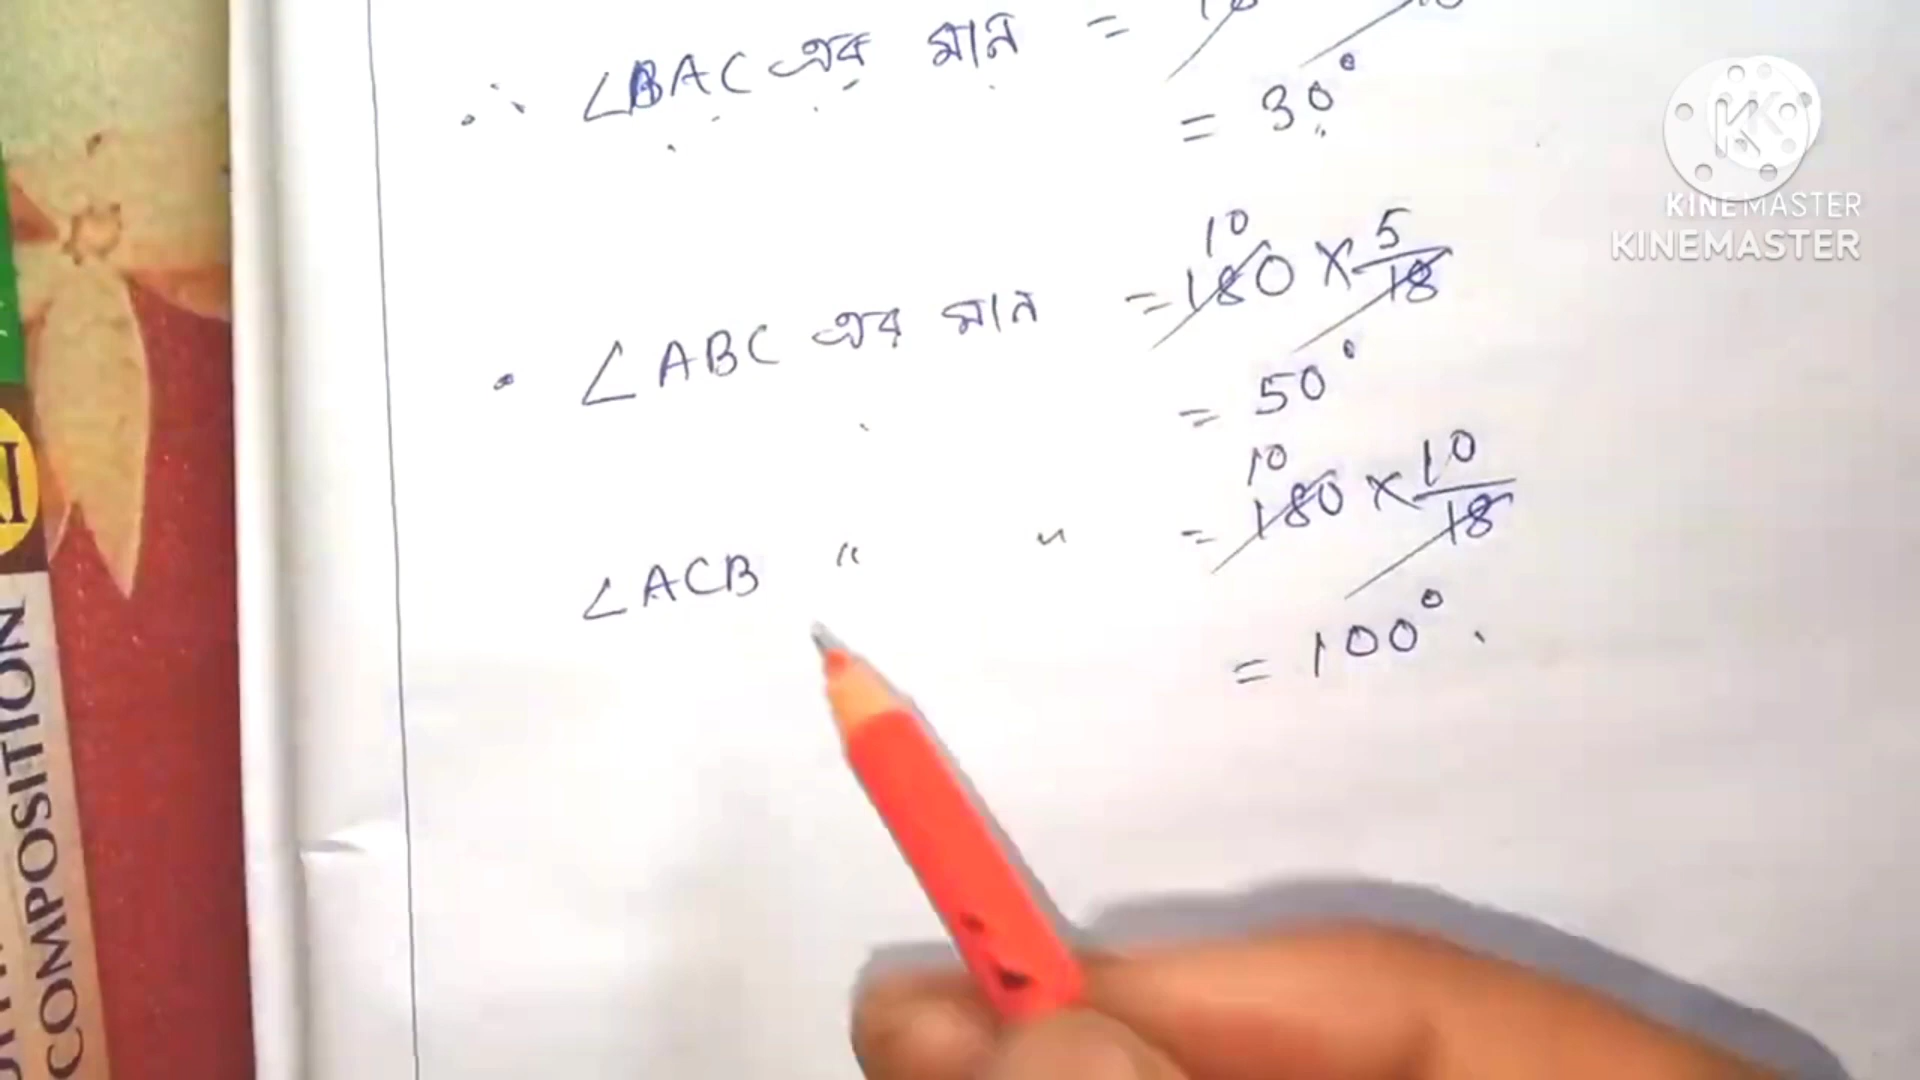 ∴ ∠BAC এর মান =
= 30°
10
∠ABC এর মান = 180 × 5/18
= 50°
10
∠ACB " " = 180 × 10/18
= 100°.
KINEMASTER
KINEMASTER
COMPOSITION